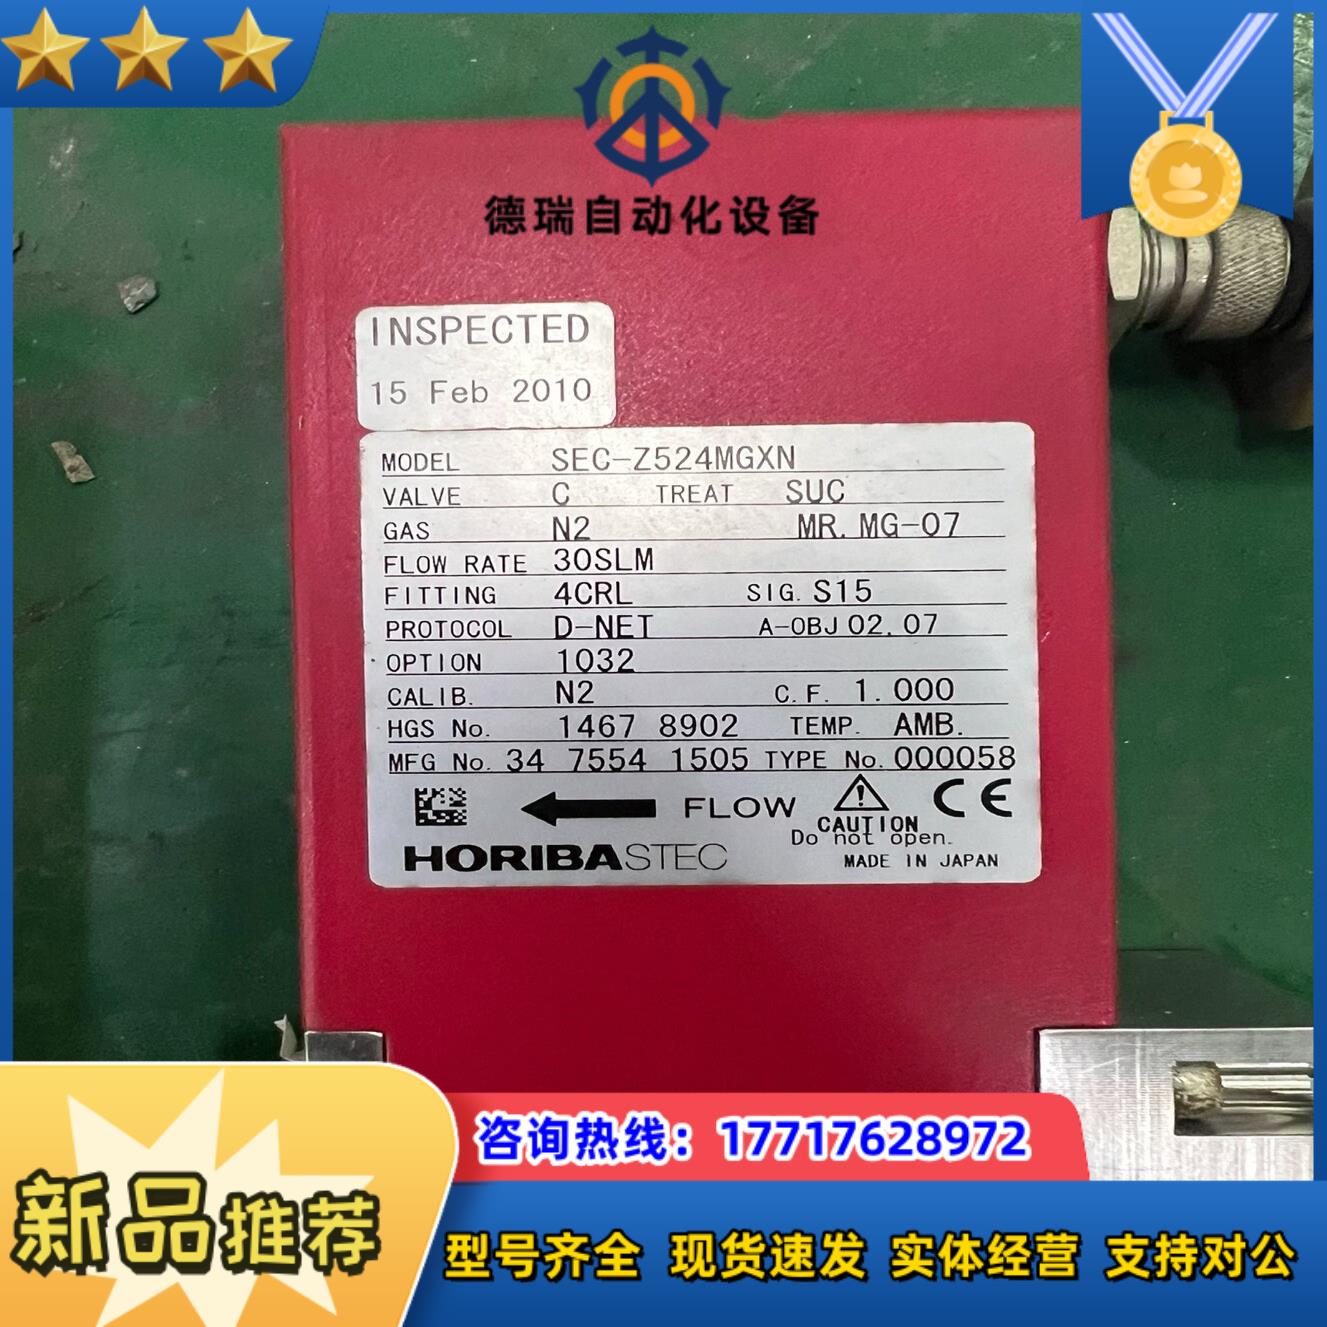 德瑞自动化设备
INSPECTED
15 Feb 2010
MODEL SEC-Z524MGXN
VALVE C TREAT SUC
GAS N2 MR. MG-07
FLOW RATE 30SLM
FITTING 4CRL SIG. S15
PROTOCOL D-NET A-OBJ 02.07
OPTION 1032
CALIB. N2 C.F. 1.000
HGS No. 1467 8902 TEMP. AMB.
MFG No. 34 7554 1505 TYPE No. 000058
FLOW CE
CAUTION
Do not open.
HORIBASTEC
MADE IN JAPAN
咨询热线：17717628972
新品推荐
型号齐全 现货速发 实体经营 支持对公